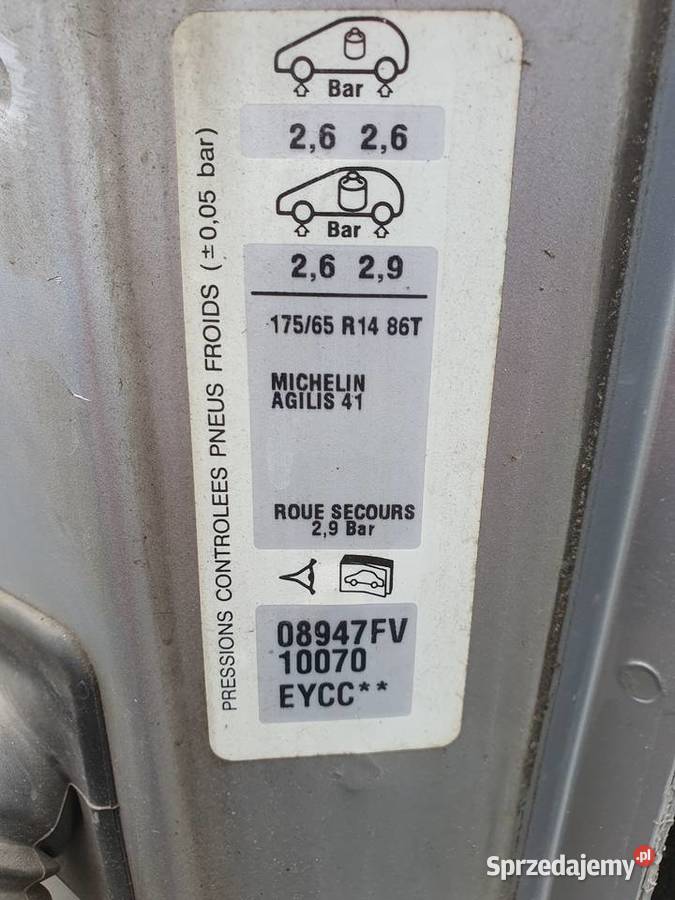 Bar
2,6 2,6
Bar
2,6 2,9
175/65 R14 86T
MICHELIN
AGILIS 41
ROUE SECOURS
2,9 Bar
08947FV
10070
EYCC**
PRESSIONS CONTROLEES PNEUS FROIDS (±0,05 bar)
Sprzedajemy.pl